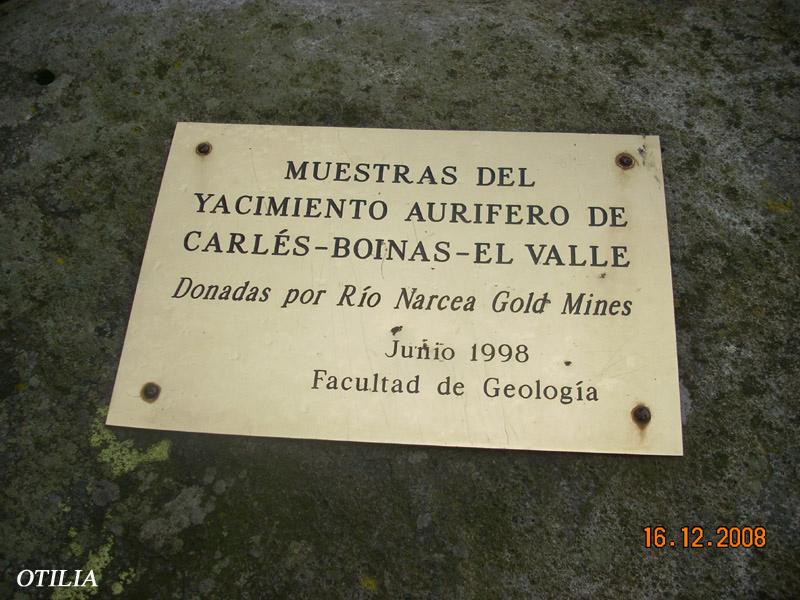 MUESTRAS DEL
YACIMIENTO AURIFERO DE
CARLÉS-BOINAS-EL VALLE
Donadas por Río Narcea Gold Mines
Junio 1998
Facultad de Geología
16.12.2008
OTILIA